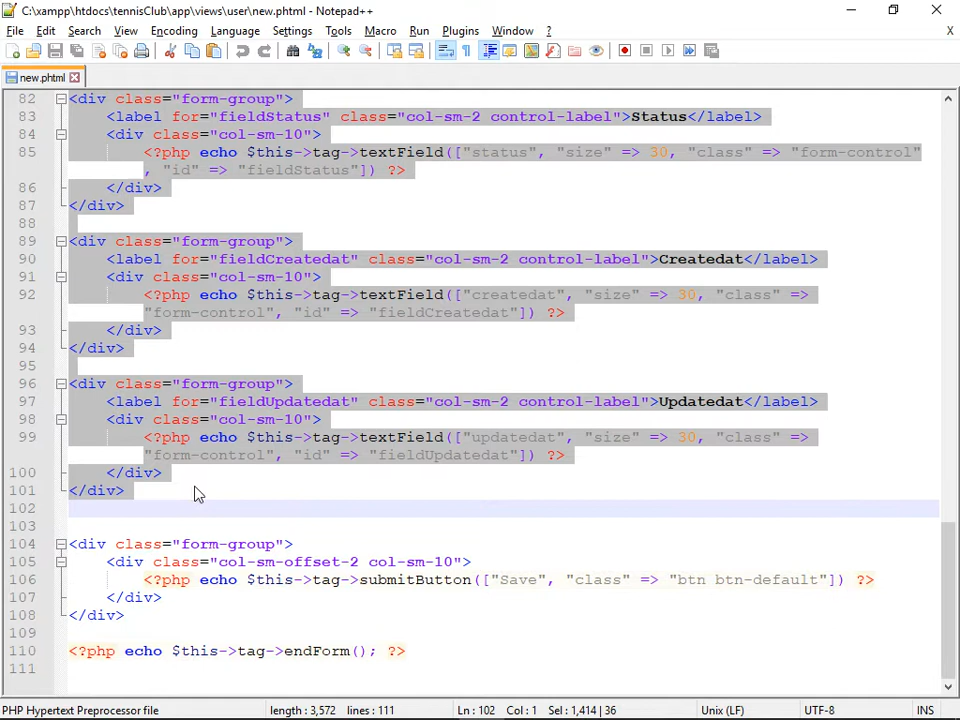 C:\xampp\htdocs\tennisClub\app\views\user\new.phtml - Notepad++
File Edit Search View Encoding Language Settings Tools Macro Run Plugins Window ? X
new.phtml
82 <div class="form-group">
83 <label for="fieldStatus" class="col-sm-2 control-label">Status</label>
84 <div class="col-sm-10">
85 <?php echo $this->tag->textField(["status", "size" => 30, "class" => "form-control"
, "id" => "fieldStatus"]) ?>
86 </div>
87 </div>
88
89 <div class="form-group">
90 <label for="fieldCreatedat" class="col-sm-2 control-label">Createdat</label>
91 <div class="col-sm-10">
92 <?php echo $this->tag->textField(["createdat", "size" => 30, "class" =>
"form-control", "id" => "fieldCreatedat"]) ?>
93 </div>
94 </div>
95
96 <div class="form-group">
97 <label for="fieldUpdatedat" class="col-sm-2 control-label">Updatedat</label>
98 <div class="col-sm-10">
99 <?php echo $this->tag->textField(["updatedat", "size" => 30, "class" =>
"form-control", "id" => "fieldUpdatedat"]) ?>
100 </div>
101 </div>
102
103
104 <div class="form-group">
105 <div class="col-sm-offset-2 col-sm-10">
106 <?php echo $this->tag->submitButton(["Save", "class" => "btn btn-default"]) ?>
107 </div>
108 </div>
109
110 <?php echo $this->tag->endForm(); ?>
111
PHP Hypertext Preprocessor file length : 3,572 lines : 111 Ln : 102 Col : 1 Sel : 1,414 | 36 Unix (LF) UTF-8 INS